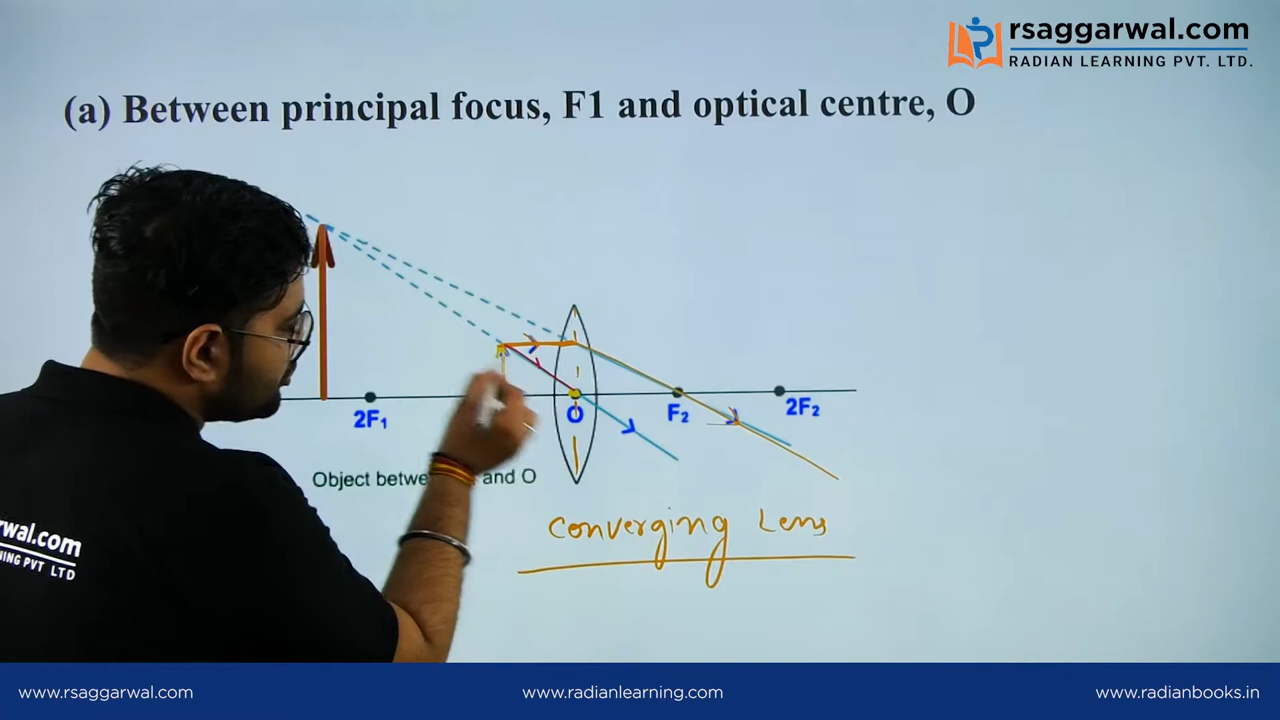 rsaggarwal.com
RADIAN LEARNING PVT. LTD.
(a) Between principal focus, F1 and optical centre, O
2F₁
O
F₂
2F₂
Object and O
Converging Lens
wal.com
NING PVT LTD
www.rsaggarwal.com
www.radianlearning.com
www.radianbooks.in